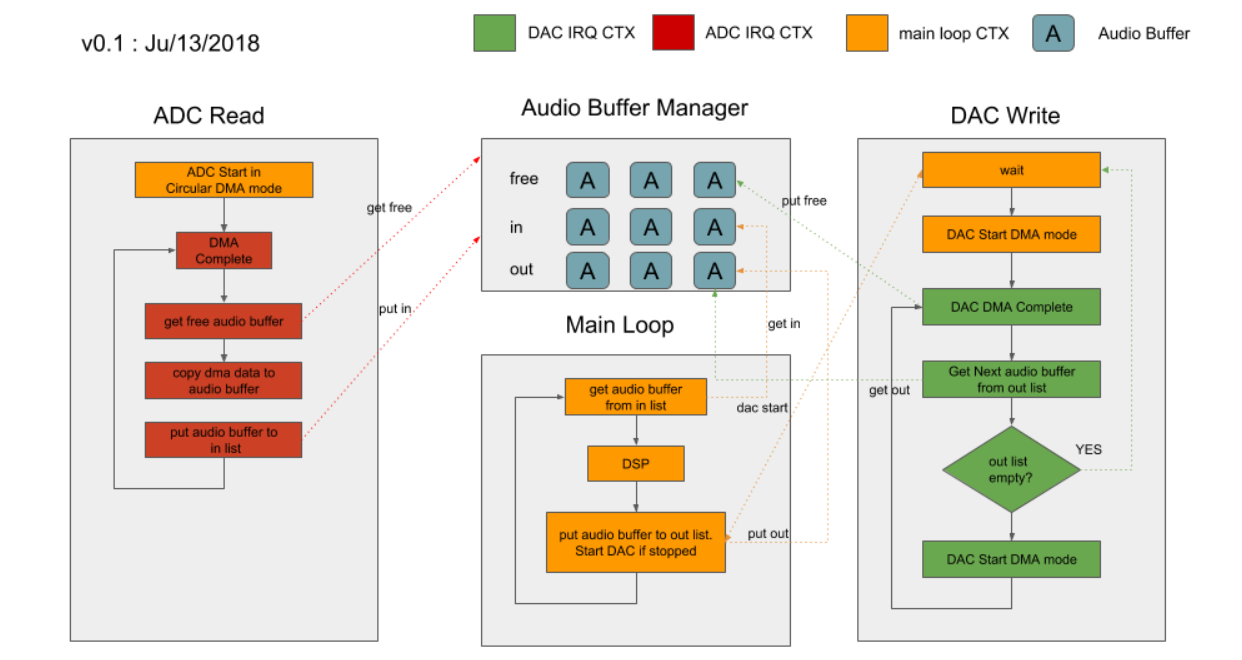 v0.1 : Ju/13/2018
DAC IRQ CTX
ADC IRQ CTX
main loop CTX
A
Audio Buffer
ADC Read
ADC Start in
Circular DMA mode
DMA
Complete
get free audio buffer
copy dma data to
audio buffer
put audio buffer to
in list
get free
put in
Audio Buffer Manager
free A A A
in A A A
out A A A
put free
get in
Main Loop
get audio buffer
from in list
DSP
put audio buffer to out list.
Start DAC if stopped
dac start
put out
get out
DAC Write
wait
DAC Start DMA mode
DAC DMA Complete
Get Next audio buffer
from out list
out list
empty?
YES
DAC Start DMA mode